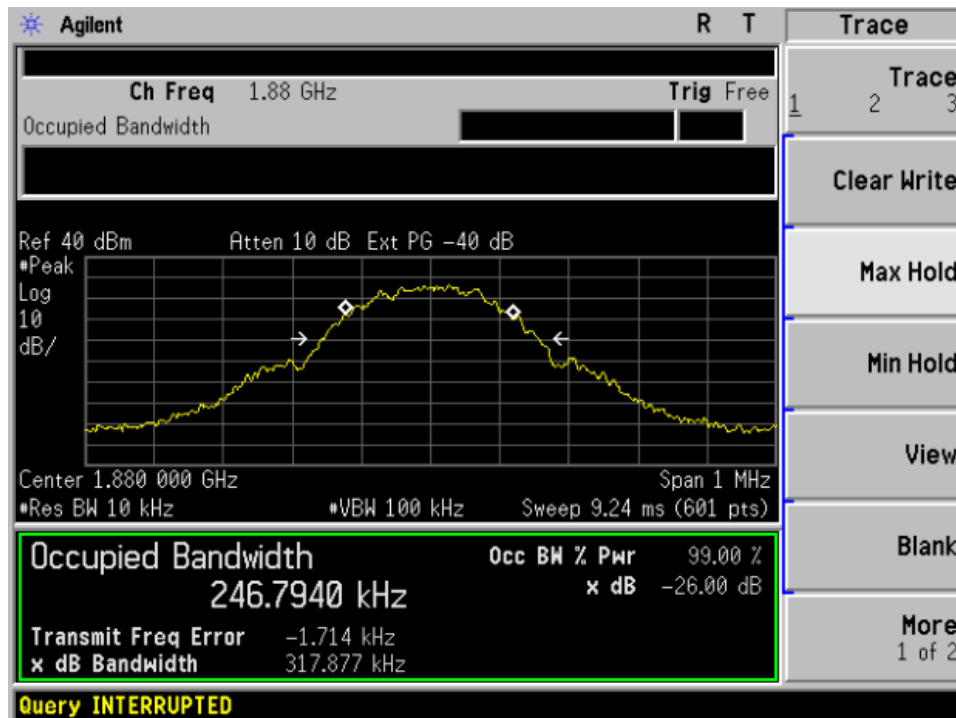 Agilent R T Trace
Ch Freq 1.88 GHz Trig Free
Occupied Bandwidth
Trace
1 2 3
Clear Write
Max Hold
Min Hold
View
Blank
More
1 of 2
Ref 40 dBm Atten 10 dB Ext PG -40 dB
#Peak
Log
10
dB/
Center 1.880 000 GHz Span 1 MHz
#Res BW 10 kHz #VBW 100 kHz Sweep 9.24 ms (601 pts)
Occupied Bandwidth Occ BW % Pwr 99.00 %
246.7940 kHz x dB -26.00 dB
Transmit Freq Error -1.714 kHz
x dB Bandwidth 317.877 kHz
Query INTERRUPTED